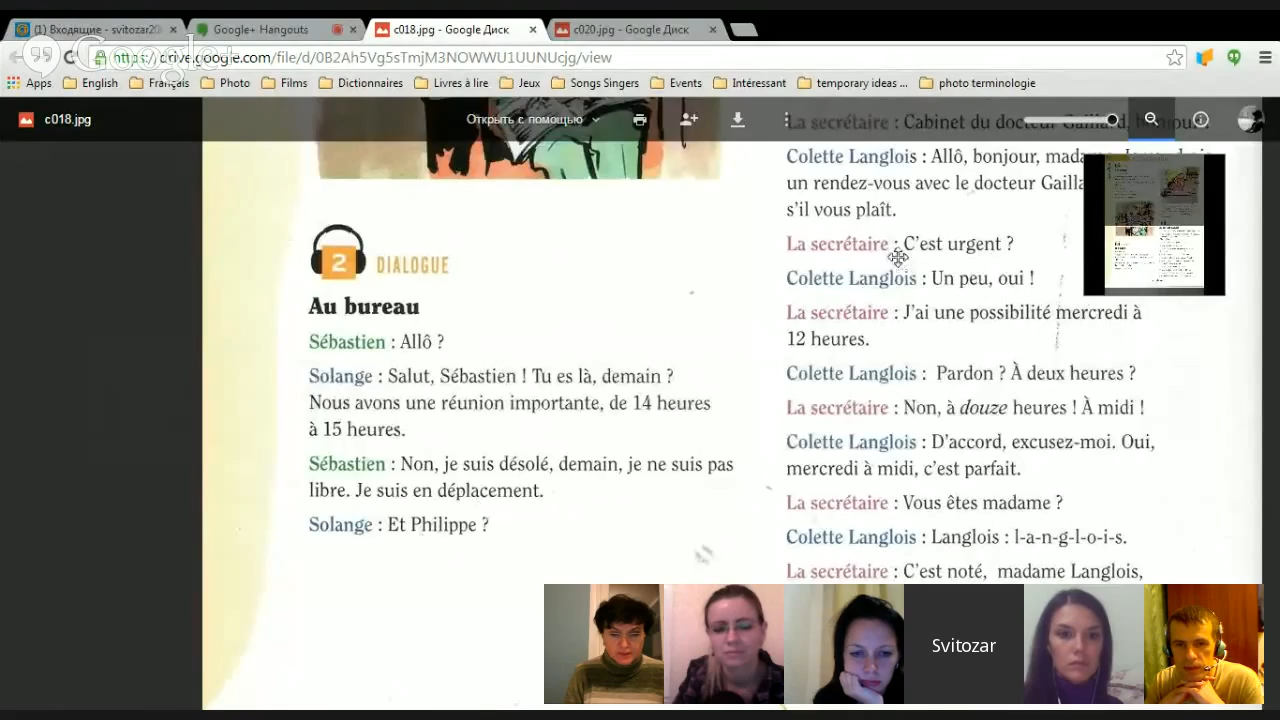 (1) Входящие - svitozar20
Google+ Hangouts
c018.jpg - Google Диск
c020.jpg - Google Диск
Google+
https://drive.google.com/file/d/0B2Ah5Vg5sTmjM3NOWWU1UUNUcjg/view
Apps
English
Français
Photo
Films
Dictionnaires
Livres à lire
Jeux
Songs Singers
Events
Intéressant
temporary ideas ...
photo terminologie
c018.jpg
Открыть с помощью
2 DIALOGUE
Au bureau
Sébastien : Allô ?
Solange : Salut, Sébastien ! Tu es là, demain ?
Nous avons une réunion importante, de 14 heures
à 15 heures.
Sébastien : Non, je suis désolé, demain, je ne suis pas
libre. Je suis en déplacement.
Solange : Et Philippe ?
La secrétaire : Cabinet du docteur Gaillard, bonjour.
Colette Langlois : Allô, bonjour,
un rendez-vous avec le docteur Gailla
s'il vous plaît.
La secrétaire : C'est urgent ?
Colette Langlois : Un peu, oui !
La secrétaire : J'ai une possibilité mercredi à
12 heures.
Colette Langlois : Pardon ? À deux heures ?
La secrétaire : Non, à douze heures ! À midi !
Colette Langlois : D'accord, excusez-moi. Oui,
mercredi à midi, c'est parfait.
La secrétaire : Vous êtes madame ?
Colette Langlois : Langlois : l-a-n-g-l-o-i-s.
La secrétaire : C'est noté, madame Langlois,
Svitozar